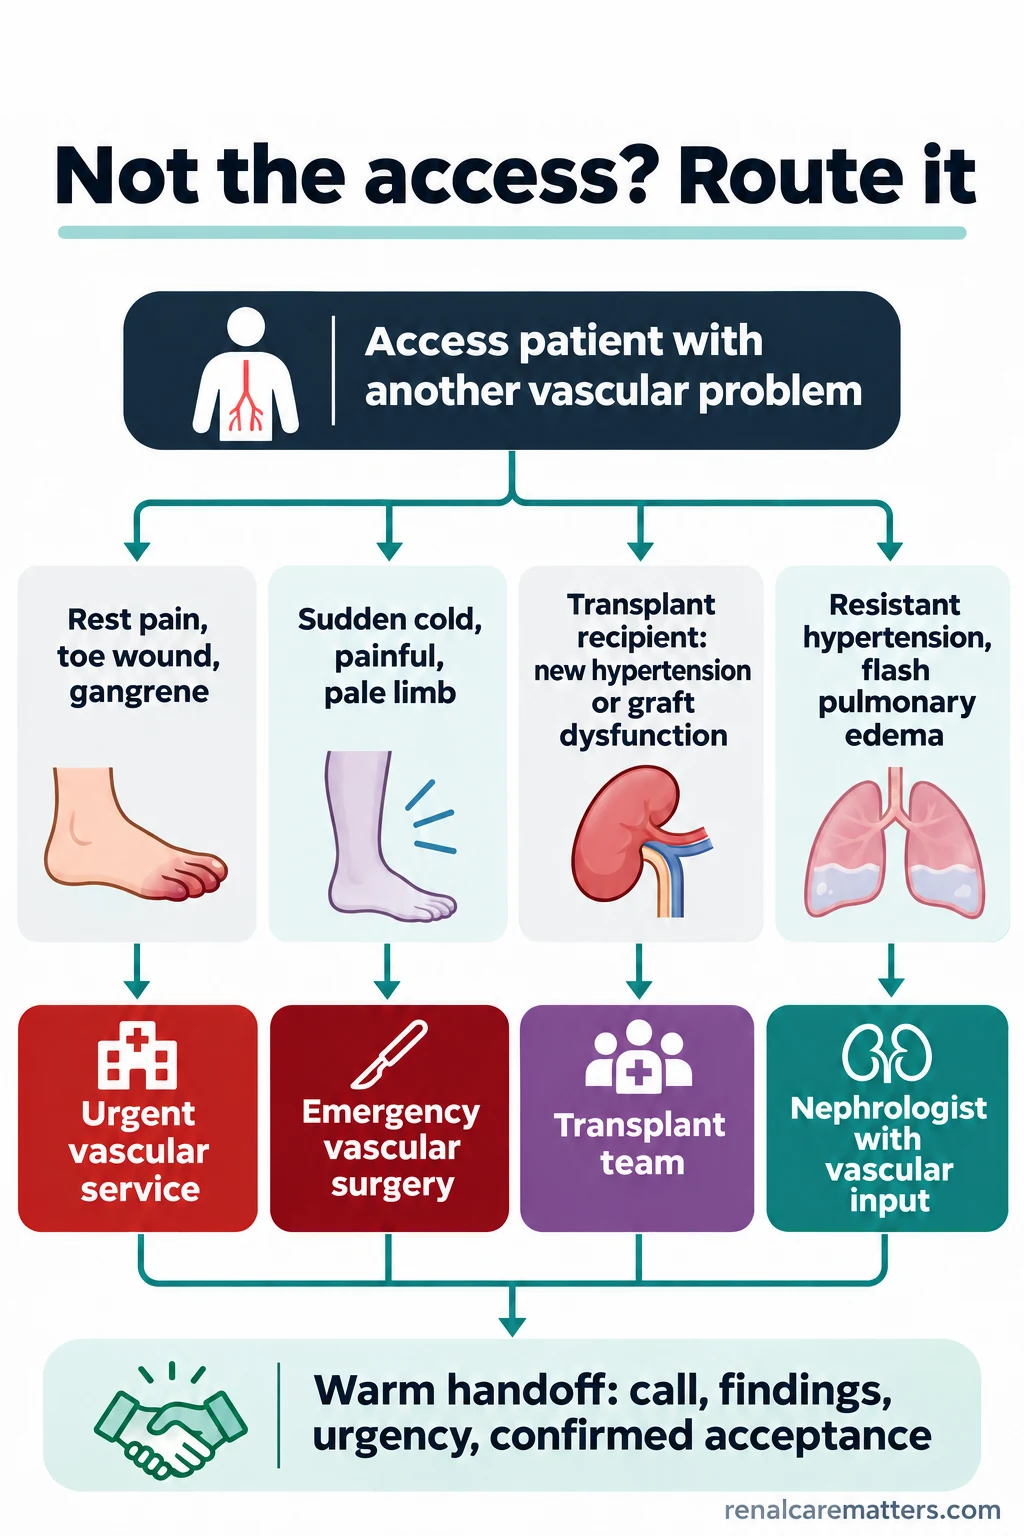 Not the access? Route it
Access patient with
another vascular problem
Rest pain,
toe wound,
gangrene
Sudden cold,
painful,
pale limb
Transplant
recipient:
new hypertension
or graft
dysfunction
Resistant
hypertension,
flash
pulmonary
edema
Urgent
vascular
service
Emergency
vascular
surgery
Transplant
team
Nephrologist
with
vascular
input
Warm handoff: call, findings,
urgency, confirmed acceptance
renalcarematters.com